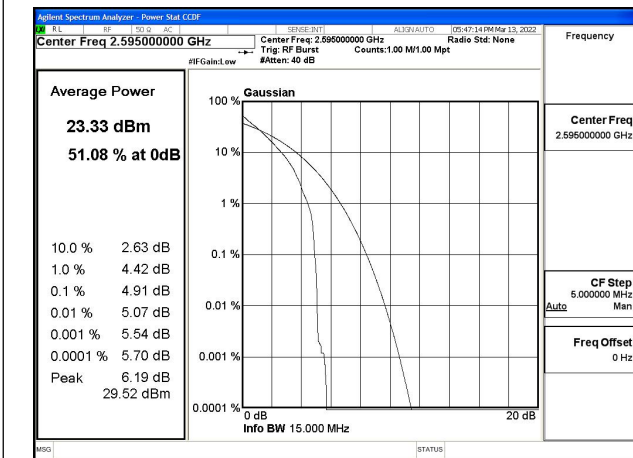 Agilent Spectrum Analyzer - Power Stat CCDF
RL RF 50 Ω AC SENSE:INT ALIGN AUTO 05:47:14 PM Mar 13, 2022
Center Freq 2.595000000 GHz
Center Freq: 2.595000000 GHz Radio Std: None
Trig: RF Burst Counts:1.00 M/1.00 Mpt
#IFGain:Low #Atten: 40 dB
Frequency
Average Power
23.33 dBm
51.08 % at 0dB
10.0 % 2.63 dB
1.0 % 4.42 dB
0.1 % 4.91 dB
0.01 % 5.07 dB
0.001 % 5.54 dB
0.0001 % 5.70 dB
Peak 6.19 dB
29.52 dBm
Gaussian
100 %
10 %
1 %
0.1 %
0.01 %
0.001 %
0.0001 %
0 dB 20 dB
Info BW 15.000 MHz
Center Freq
2.595000000 GHz
CF Step
5.000000 MHz
Auto Man
Freq Offset
0 Hz
MSG STATUS